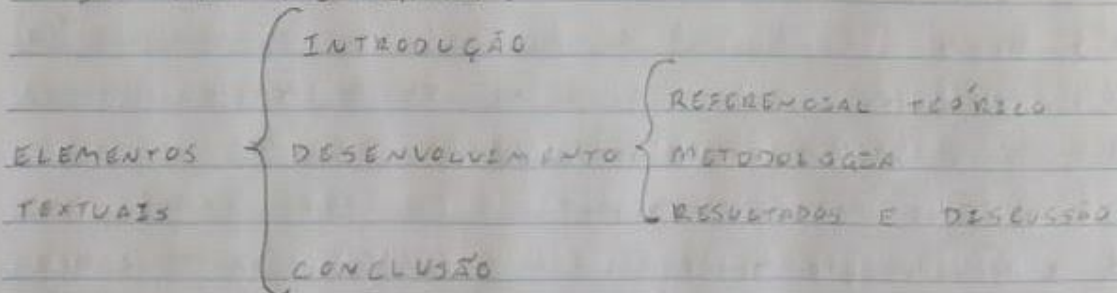 INTRODUÇÃO
REFERENCIAL TEÓRICO
ELEMENTOS DESENVOLVIMENTO METODOLOGIA
TEXTUAIS RESULTADOS E DISCUSSÃO
CONCLUSÃO